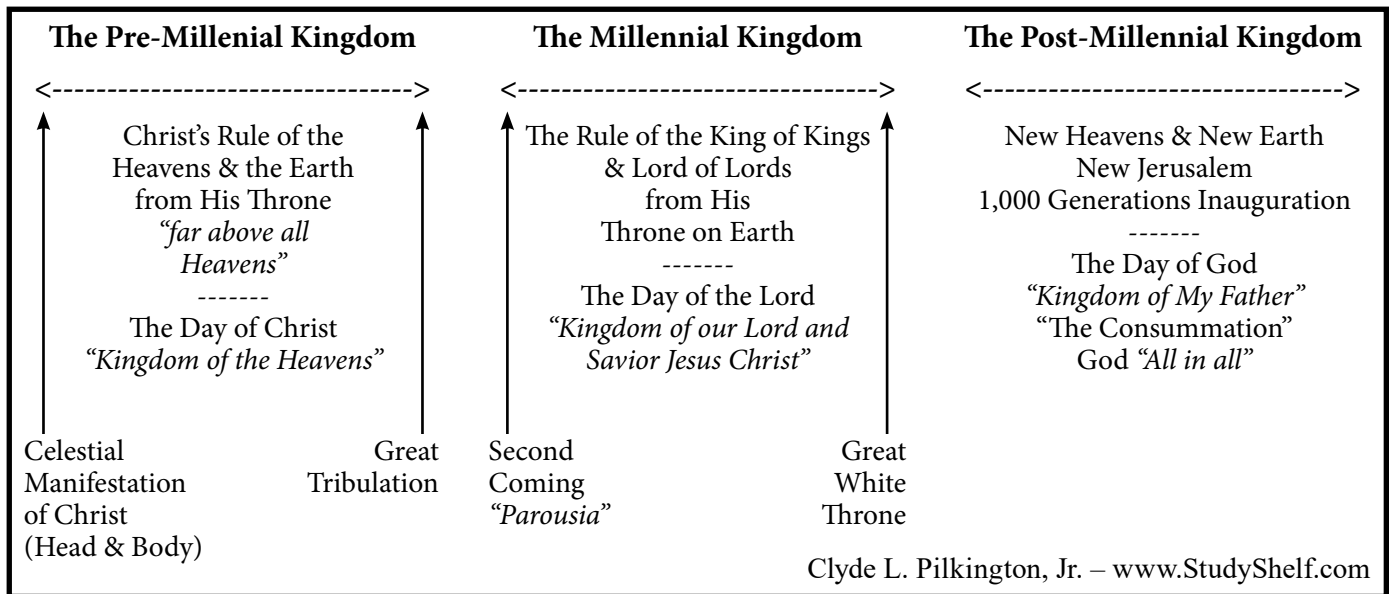 The Pre-Millenial Kingdom
<--------------------------------->
Christ's Rule of the
Heavens & the Earth
from His Throne
“far above all
Heavens”
-------
The Day of Christ
“Kingdom of the Heavens”
Celestial
Manifestation
of Christ
(Head & Body)
Great
Tribulation
The Millennial Kingdom
<--------------------------------->
The Rule of the King of Kings
& Lord of Lords
from His
Throne on Earth
-------
The Day of the Lord
“Kingdom of our Lord and
Savior Jesus Christ”
Second
Coming
“Parousia”
Great
White
Throne
The Post-Millennial Kingdom
<--------------------------------->
New Heavens & New Earth
New Jerusalem
1,000 Generations Inauguration
-------
The Day of God
“Kingdom of My Father”
“The Consummation”
God “All in all”
Clyde L. Pilkington, Jr. – www.StudyShelf.com